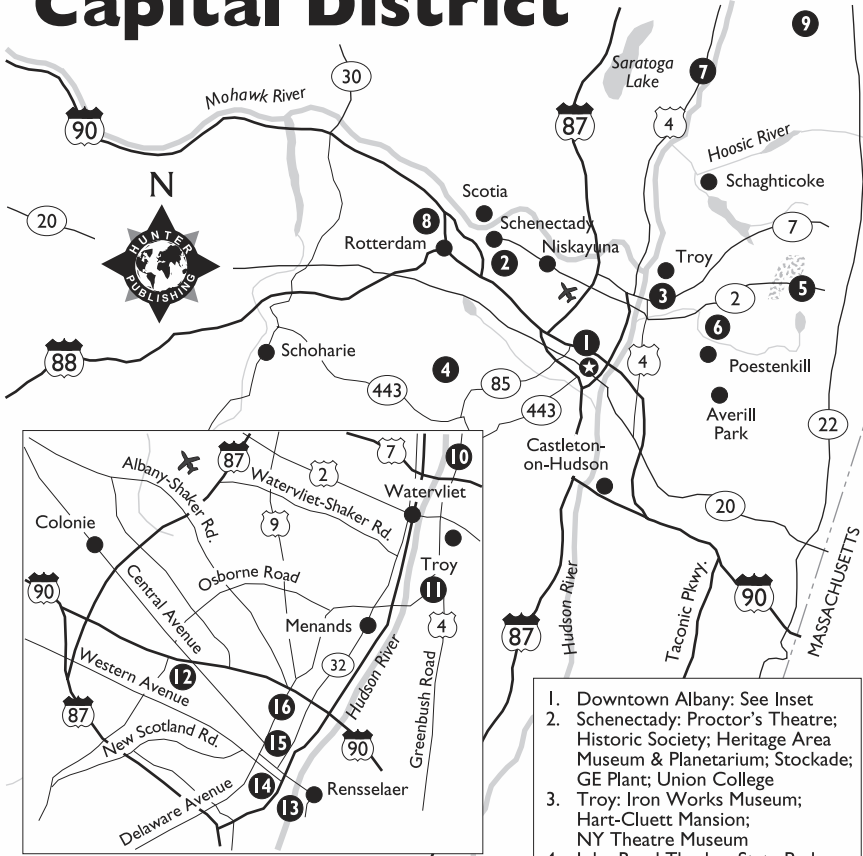 Capital District
9
Saratoga
Lake
7
30
Mohawk River
90
87
4
Hoosic River
Schaghticoke
N
HUNTER
PUBLISHING
20
Scotia
8
Schenectady
Rotterdam
2
Niskayuna
7
Troy
3
2
5
6
1
88
Schoharie
4
443
85
443
4
Poestenkill
Averill
Park
22
Castleton-
on-Hudson
20
Hudson River
Taconic Pkwy.
87
90
MASSACHUSETTS
87
Albany-Shaker Rd.
7
10
2
Watervliet-Shaker Rd.
Watervliet
Colonie
9
Troy
11
Osborne Road
90
Central Avenue
Menands
4
32
Hudson River
Greenbush Road
Western Avenue
12
87
16
New Scotland Rd.
15
90
14
13
Rensselaer
Delaware Avenue
1. Downtown Albany: See Inset
2. Schenectady: Proctor's Theatre;
Historic Society; Heritage Area
Museum & Planetarium; Stockade;
GE Plant; Union College
3. Troy: Iron Works Museum;
Hart-Cluett Mansion;
NY Theatre Museum